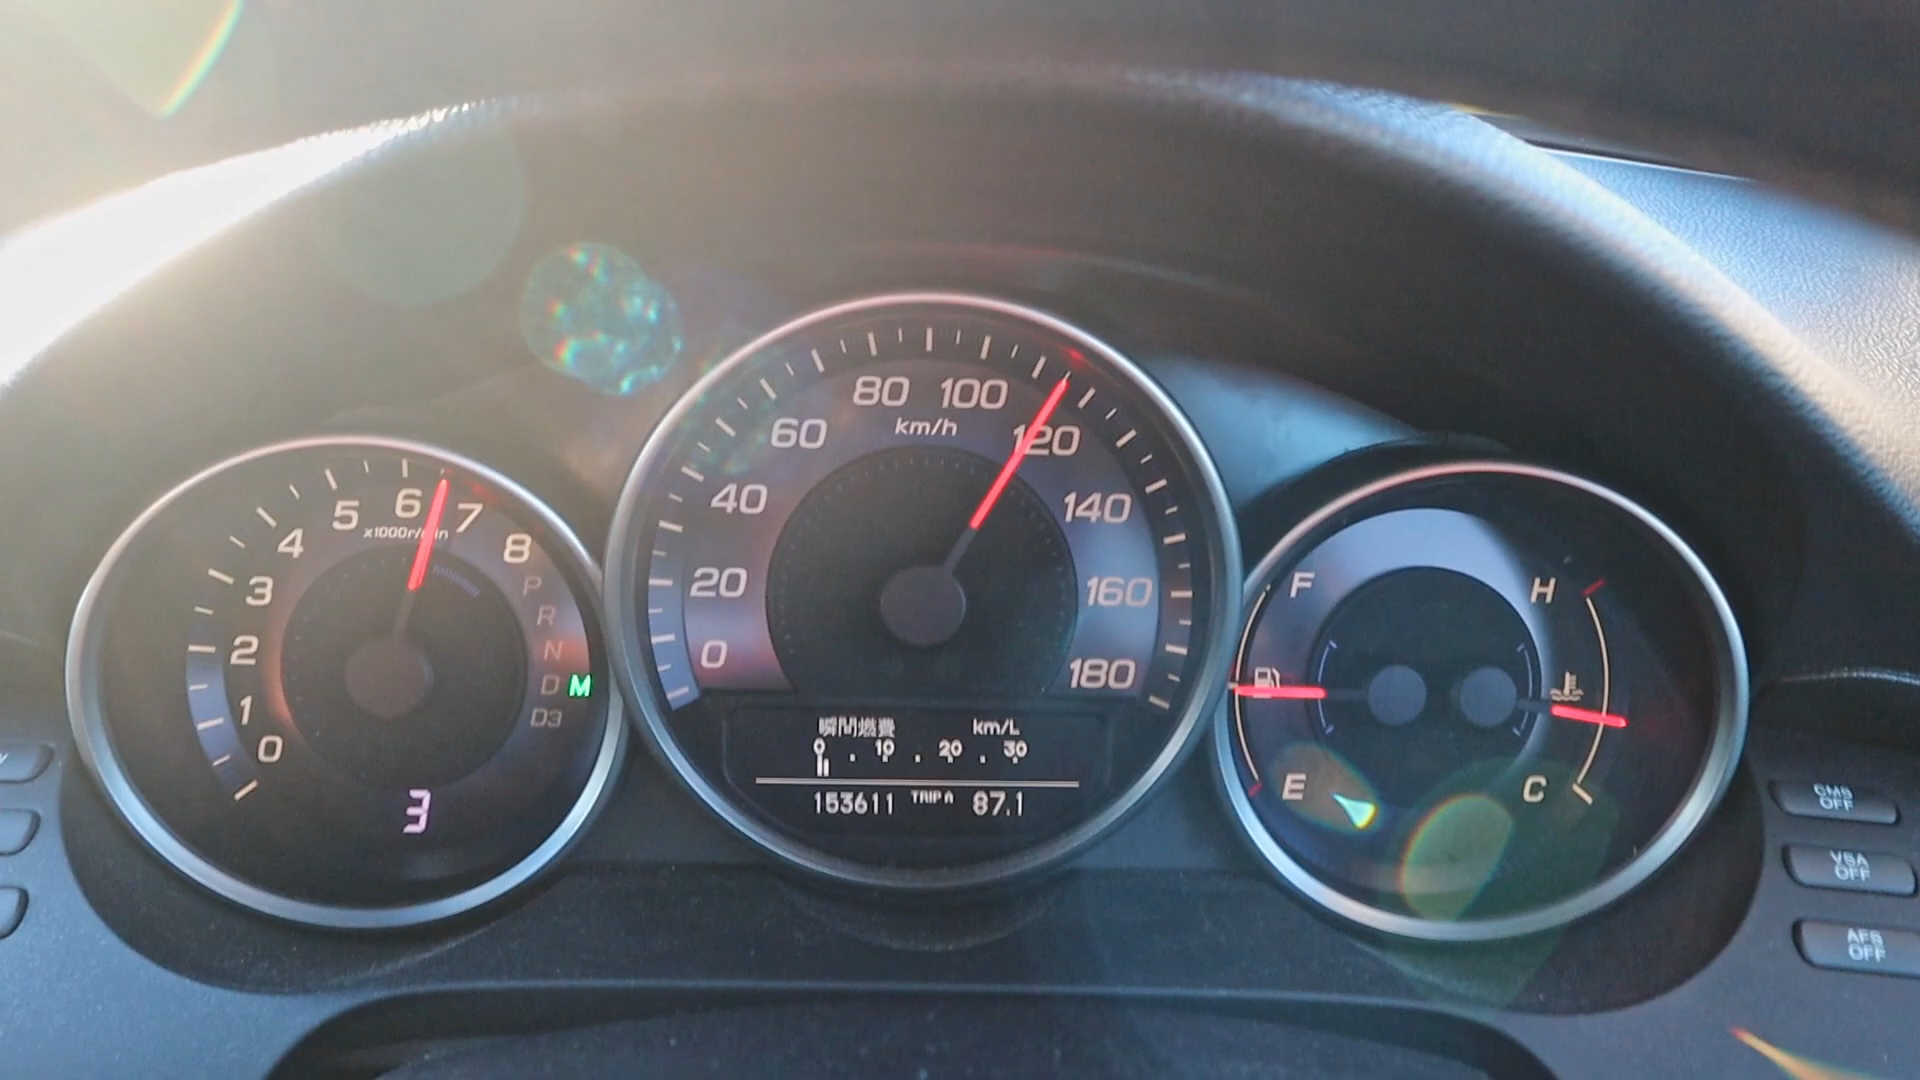 0
1
2
3
4
5
6
7
8
P
R
N
D M
D3
3
0
20
40
60
80
100
120
140
160
180
km/h
瞬間燃費 km/L
0 . 10 . 20 . 30
153611 TRIP A 87.1
F
E
H
C
CMS
OFF
VSA
OFF
AFS
OFF